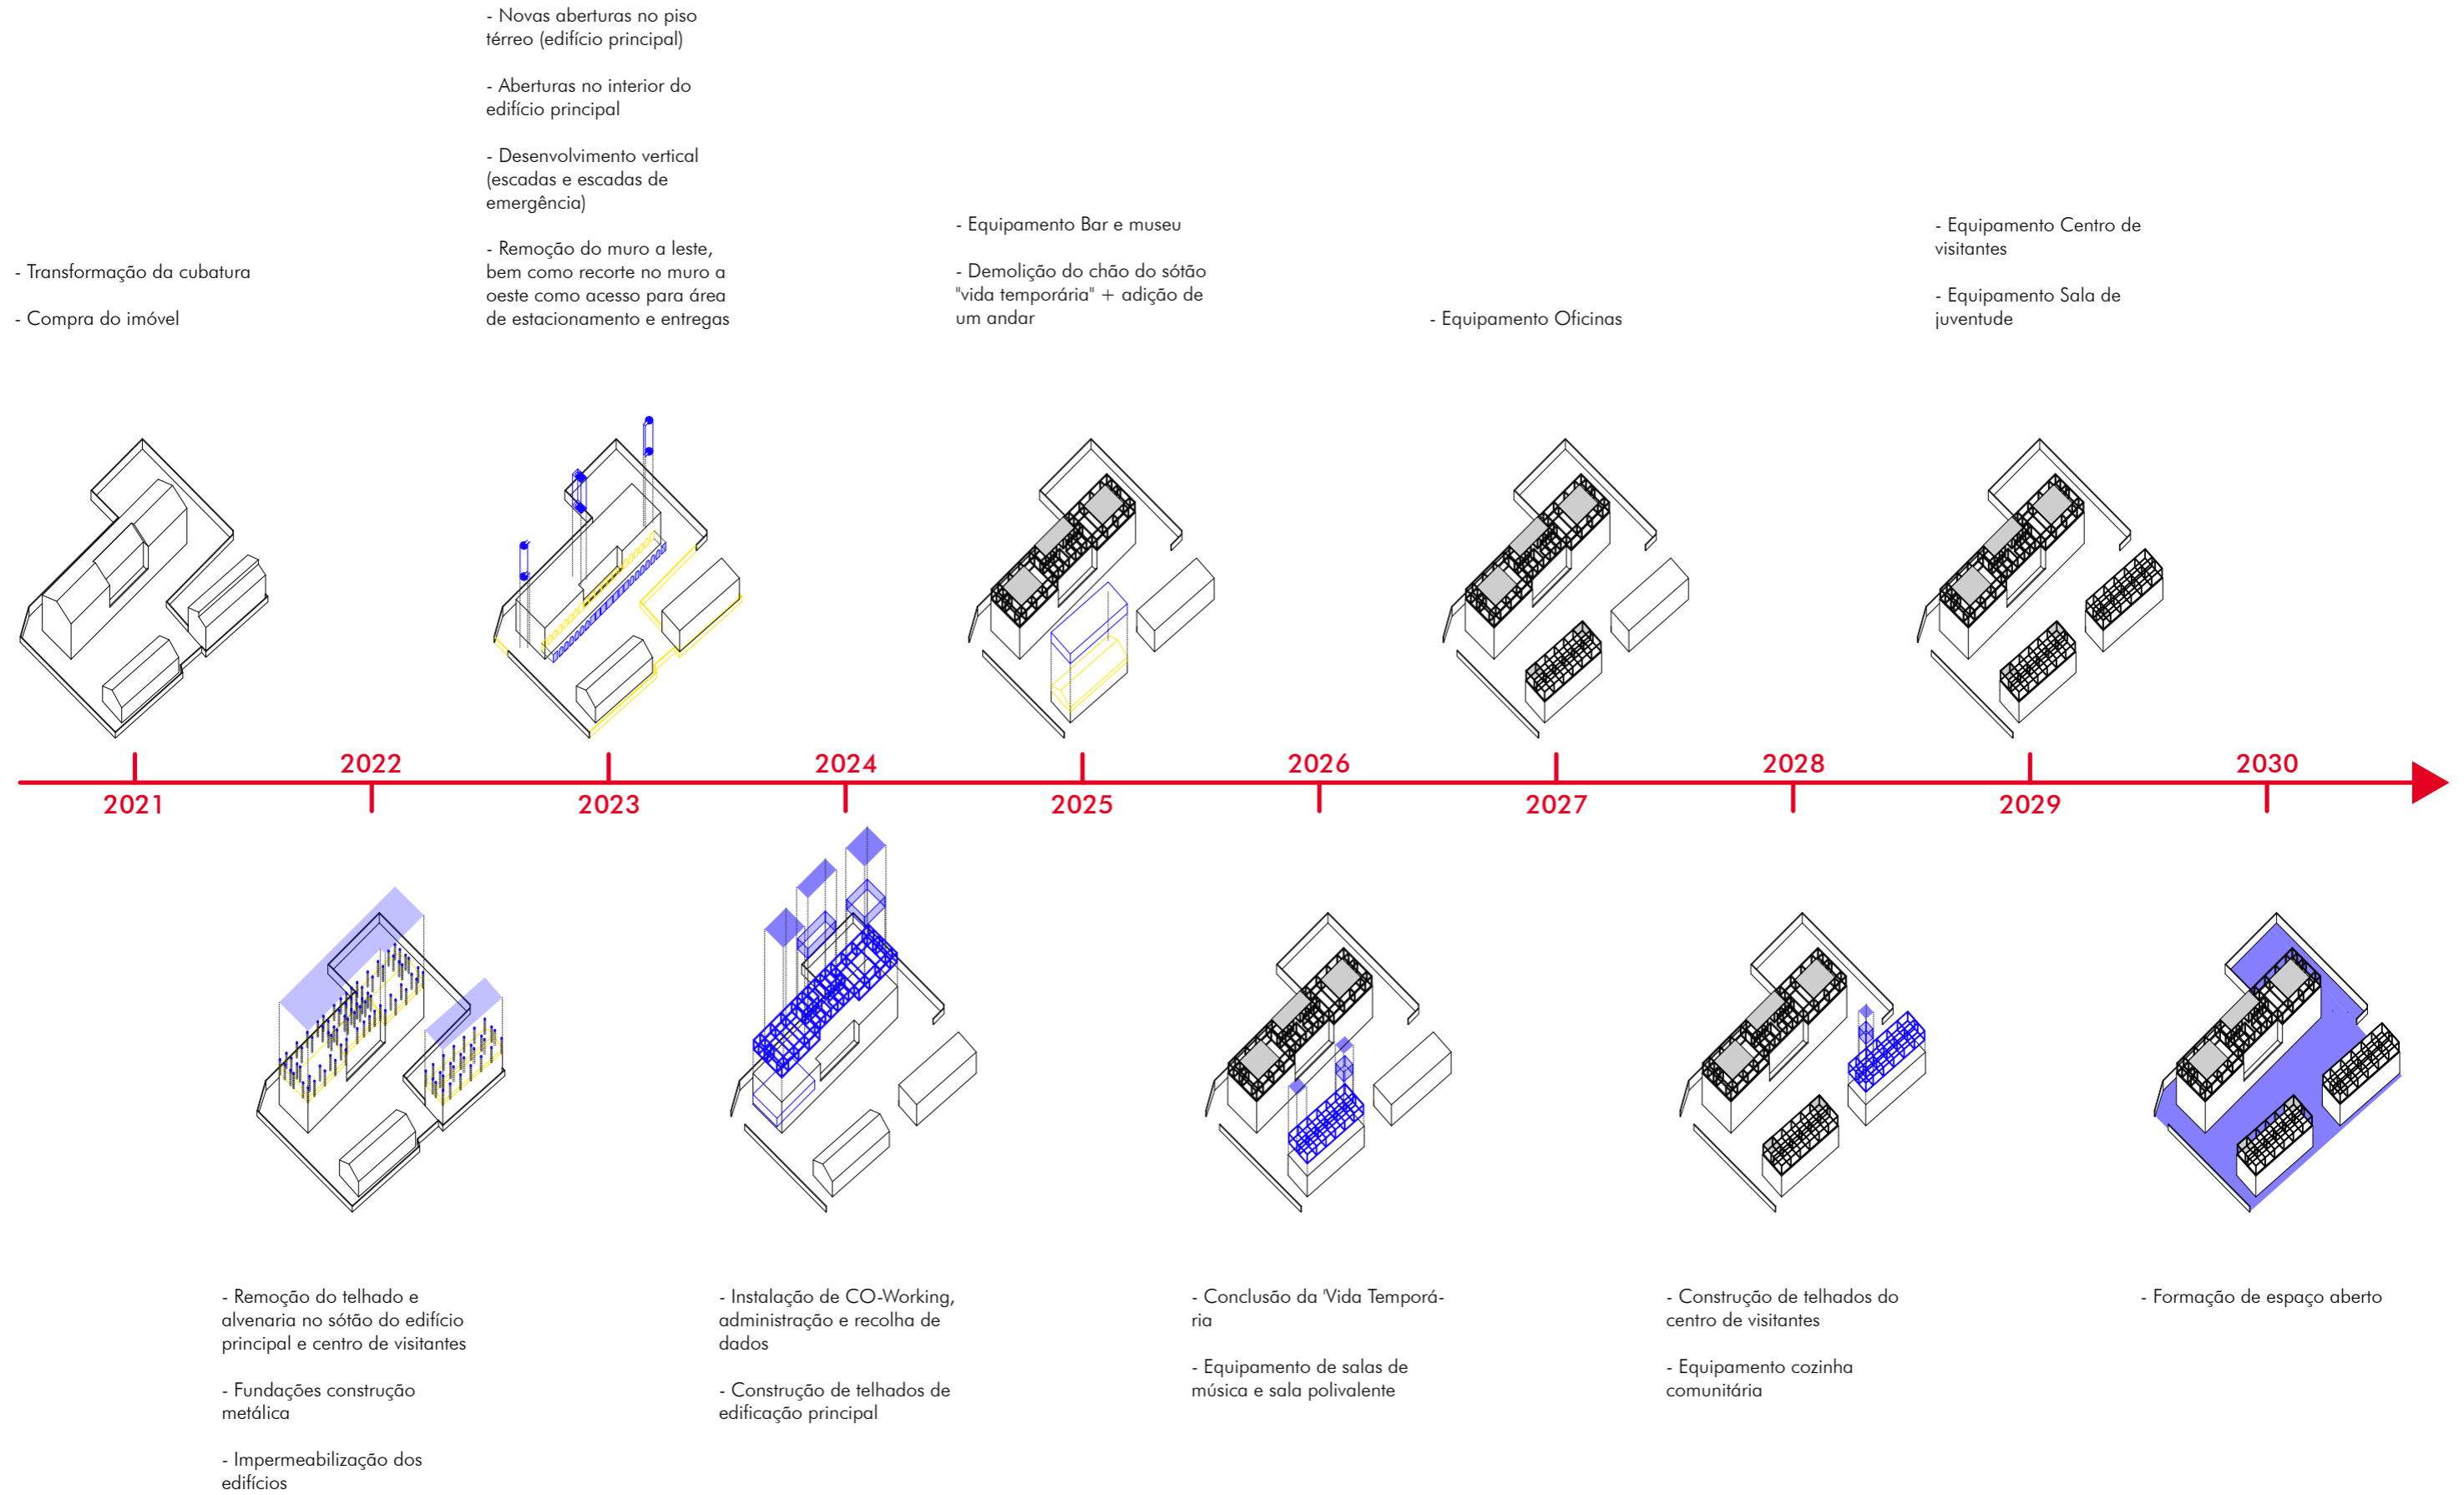 - Novas aberturas no piso
térreo (edifício principal)
- Aberturas no interior do
edifício principal
- Desenvolvimento vertical
(escadas e escadas de
emergência)
- Remoção do muro a leste,
bem como recorte no muro a
oeste como acesso para área
de estacionamento e entregas
- Transformação da cubatura
- Compra do imóvel
- Equipamento Bar e museu
- Demolição do chão do sótão
"vida temporária" + adição de
um andar
- Equipamento Oficinas
- Equipamento Centro de
visitantes
- Equipamento Sala de
juventude
2022
2024
2026
2028
2030
2021
2023
2025
2027
2029
- Remoção do telhado e
alvenaria no sótão do edifício
principal e centro de visitantes
- Fundações construção
metálica
- Impermeabilização dos
edifícios
- Instalação de CO-Working,
administração e recolha de
dados
- Construção de telhados de
edificação principal
- Conclusão da 'Vida Temporá-
ria
- Equipamento de salas de
música e sala polivalente
- Construção de telhados do
centro de visitantes
- Equipamento cozinha
comunitária
- Formação de espaço aberto